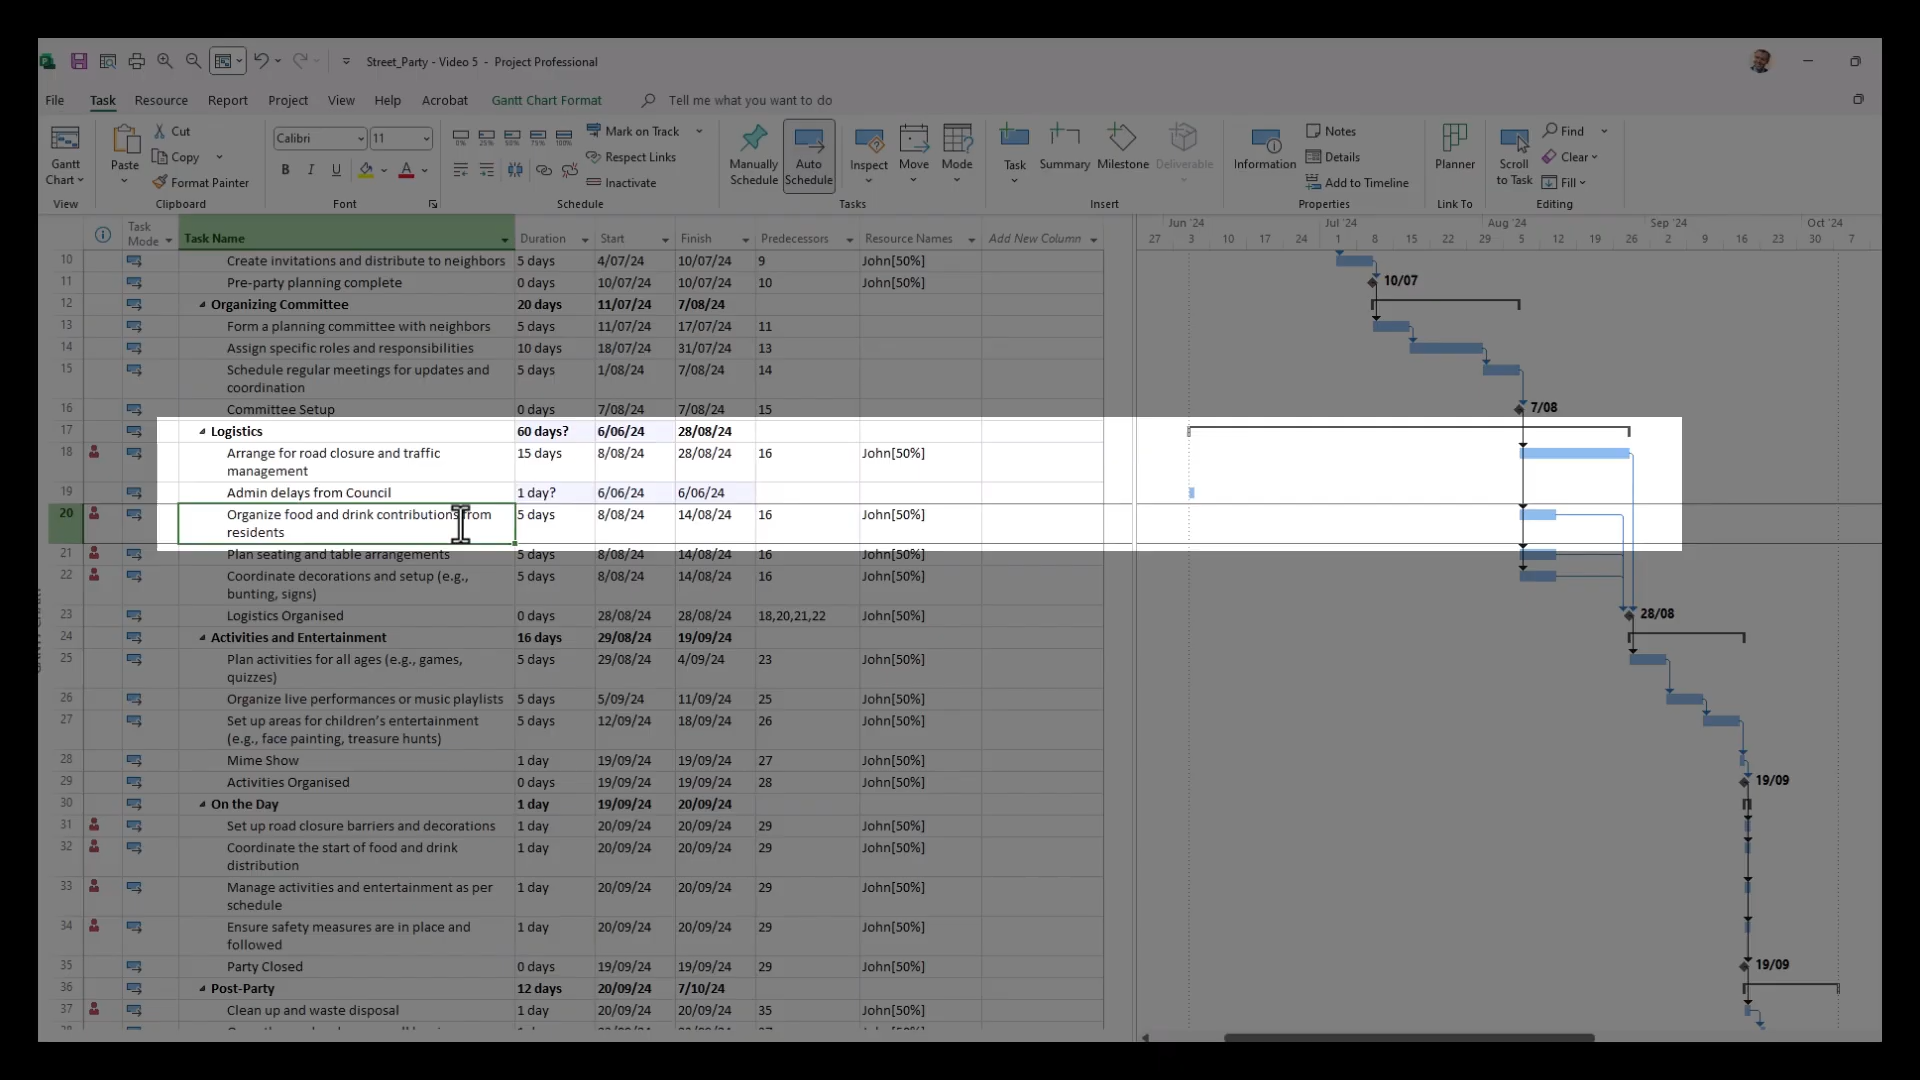 Street_Party - Video 5 - Project Professional
File Task Resource Report Project View Help Acrobat Gantt Chart Format Tell me what you want to do
Gantt Chart
View
Paste
Cut
Copy
Format Painter
Clipboard
Calibri 11
B I U A
Font
0% 25% 50% 75% 100%
Mark on Track
Respect Links
Inactivate
Schedule
Manually Schedule
Auto Schedule
Inspect
Move
Mode
Tasks
Task
Summary
Milestone
Deliverable
Insert
Information
Notes
Details
Add to Timeline
Properties
Planner
Link To
Scroll to Task
Find
Clear
Fill
Editing
Task Mode Task Name Duration Start Finish Predecessors Resource Names Add New Column
Jun '24 Jul '24 Aug '24 Sep '24 Oct '24
27 3 10 17 24 1 8 15 22 29 5 12 19 26 2 9 16 23 30 7
10 Create invitations and distribute to neighbors 5 days 4/07/24 10/07/24 9 John[50%]
11 Pre-party planning complete 0 days 10/07/24 10/07/24 10 John[50%] 10/07
12 Organizing Committee 20 days 11/07/24 7/08/24
13 Form a planning committee with neighbors 5 days 11/07/24 17/07/24 11
14 Assign specific roles and responsibilities 10 days 18/07/24 31/07/24 13
15 Schedule regular meetings for updates and 5 days 1/08/24 7/08/24 14
coordination
16 Committee Setup 0 days 7/08/24 7/08/24 15 7/08
17 Logistics 60 days? 6/06/24 28/08/24
18 Arrange for road closure and traffic 15 days 8/08/24 28/08/24 16 John[50%]
management
19 Admin delays from Council 1 day? 6/06/24 6/06/24
20 Organize food and drink contributions from 5 days 8/08/24 14/08/24 16 John[50%]
residents
21 Plan seating and table arrangements 5 days 8/08/24 14/08/24 16 John[50%]
22 Coordinate decorations and setup (e.g., 5 days 8/08/24 14/08/24 16 John[50%]
bunting, signs)
23 Logistics Organised 0 days 28/08/24 28/08/24 18,20,21,22 John[50%] 28/08
24 Activities and Entertainment 16 days 29/08/24 19/09/24
25 Plan activities for all ages (e.g., games, 5 days 29/08/24 4/09/24 23 John[50%]
quizzes)
26 Organize live performances or music playlists 5 days 5/09/24 11/09/24 25 John[50%]
27 Set up areas for children's entertainment 5 days 12/09/24 18/09/24 26 John[50%]
(e.g., face painting, treasure hunts)
28 Mime Show 1 day 19/09/24 19/09/24 27 John[50%]
29 Activities Organised 0 days 19/09/24 19/09/24 28 John[50%] 19/09
30 On the Day 1 day 19/09/24 20/09/24
31 Set up road closure barriers and decorations 1 day 20/09/24 20/09/24 29 John[50%]
32 Coordinate the start of food and drink 1 day 20/09/24 20/09/24 29 John[50%]
distribution
33 Manage activities and entertainment as per 1 day 20/09/24 20/09/24 29 John[50%]
schedule
34 Ensure safety measures are in place and 1 day 20/09/24 20/09/24 29 John[50%]
followed
35 Party Closed 0 days 19/09/24 19/09/24 29 John[50%] 19/09
36 Post-Party 12 days 20/09/24 7/10/24
37 Clean up and waste disposal 1 day 20/09/24 20/09/24 35 John[50%]